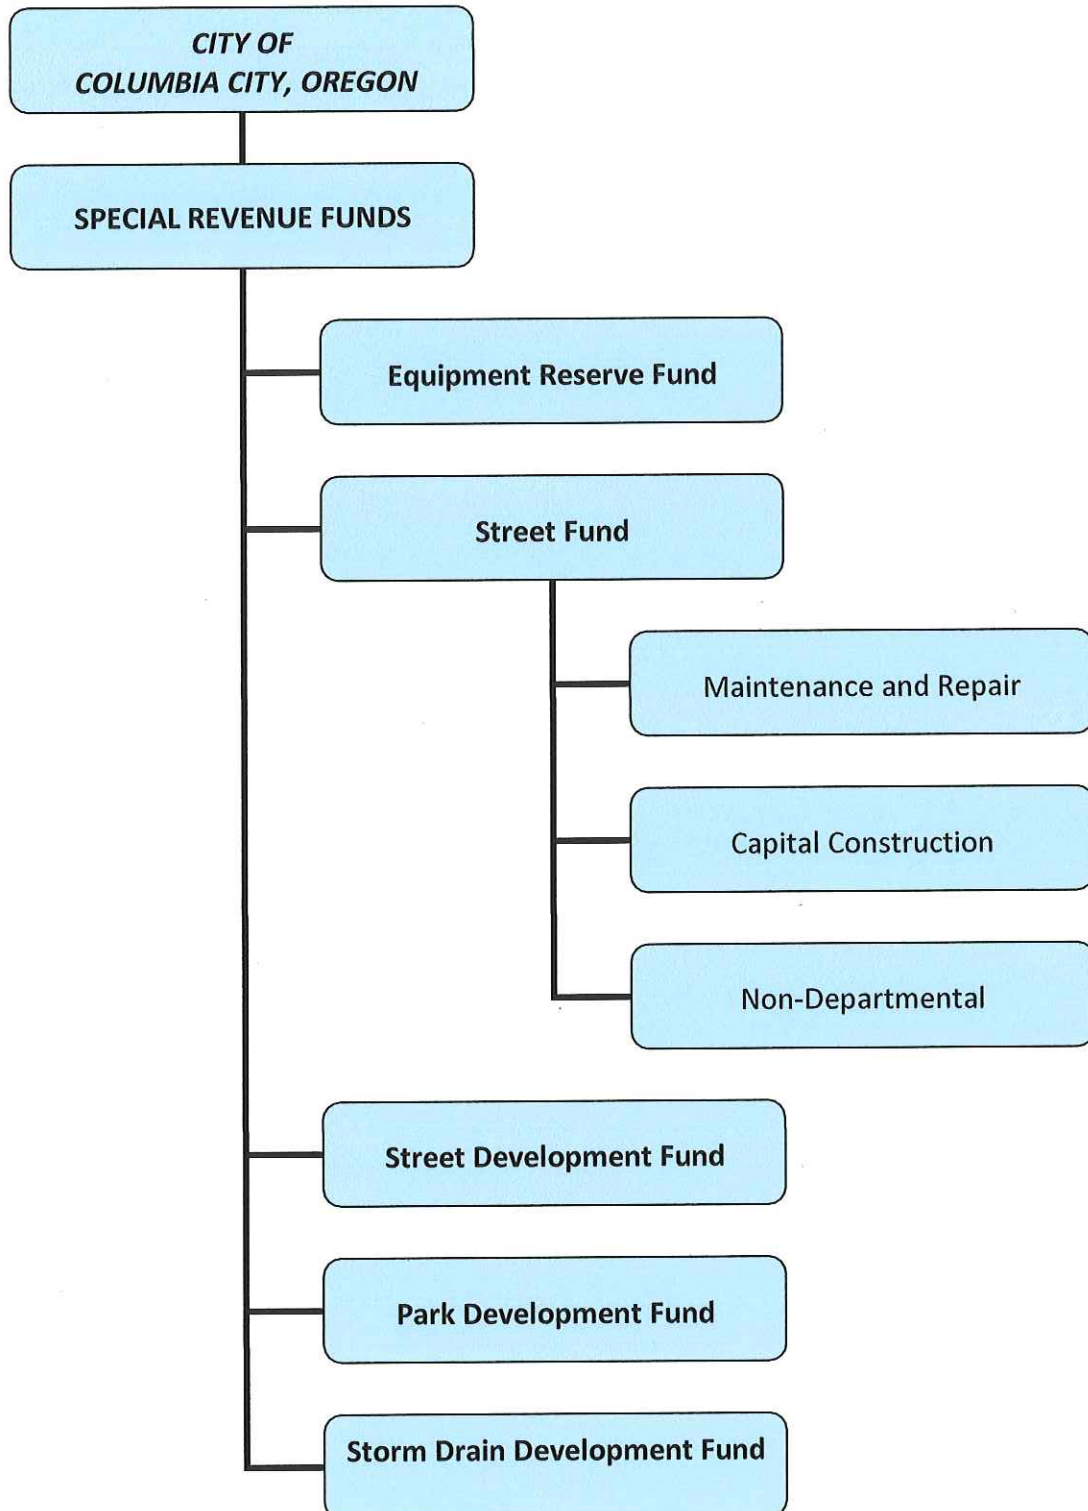 CITY OF
COLUMBIA CITY, OREGON
SPECIAL REVENUE FUNDS
Equipment Reserve Fund
Street Fund
Maintenance and Repair
Capital Construction
Non-Departmental
Street Development Fund
Park Development Fund
Storm Drain Development Fund